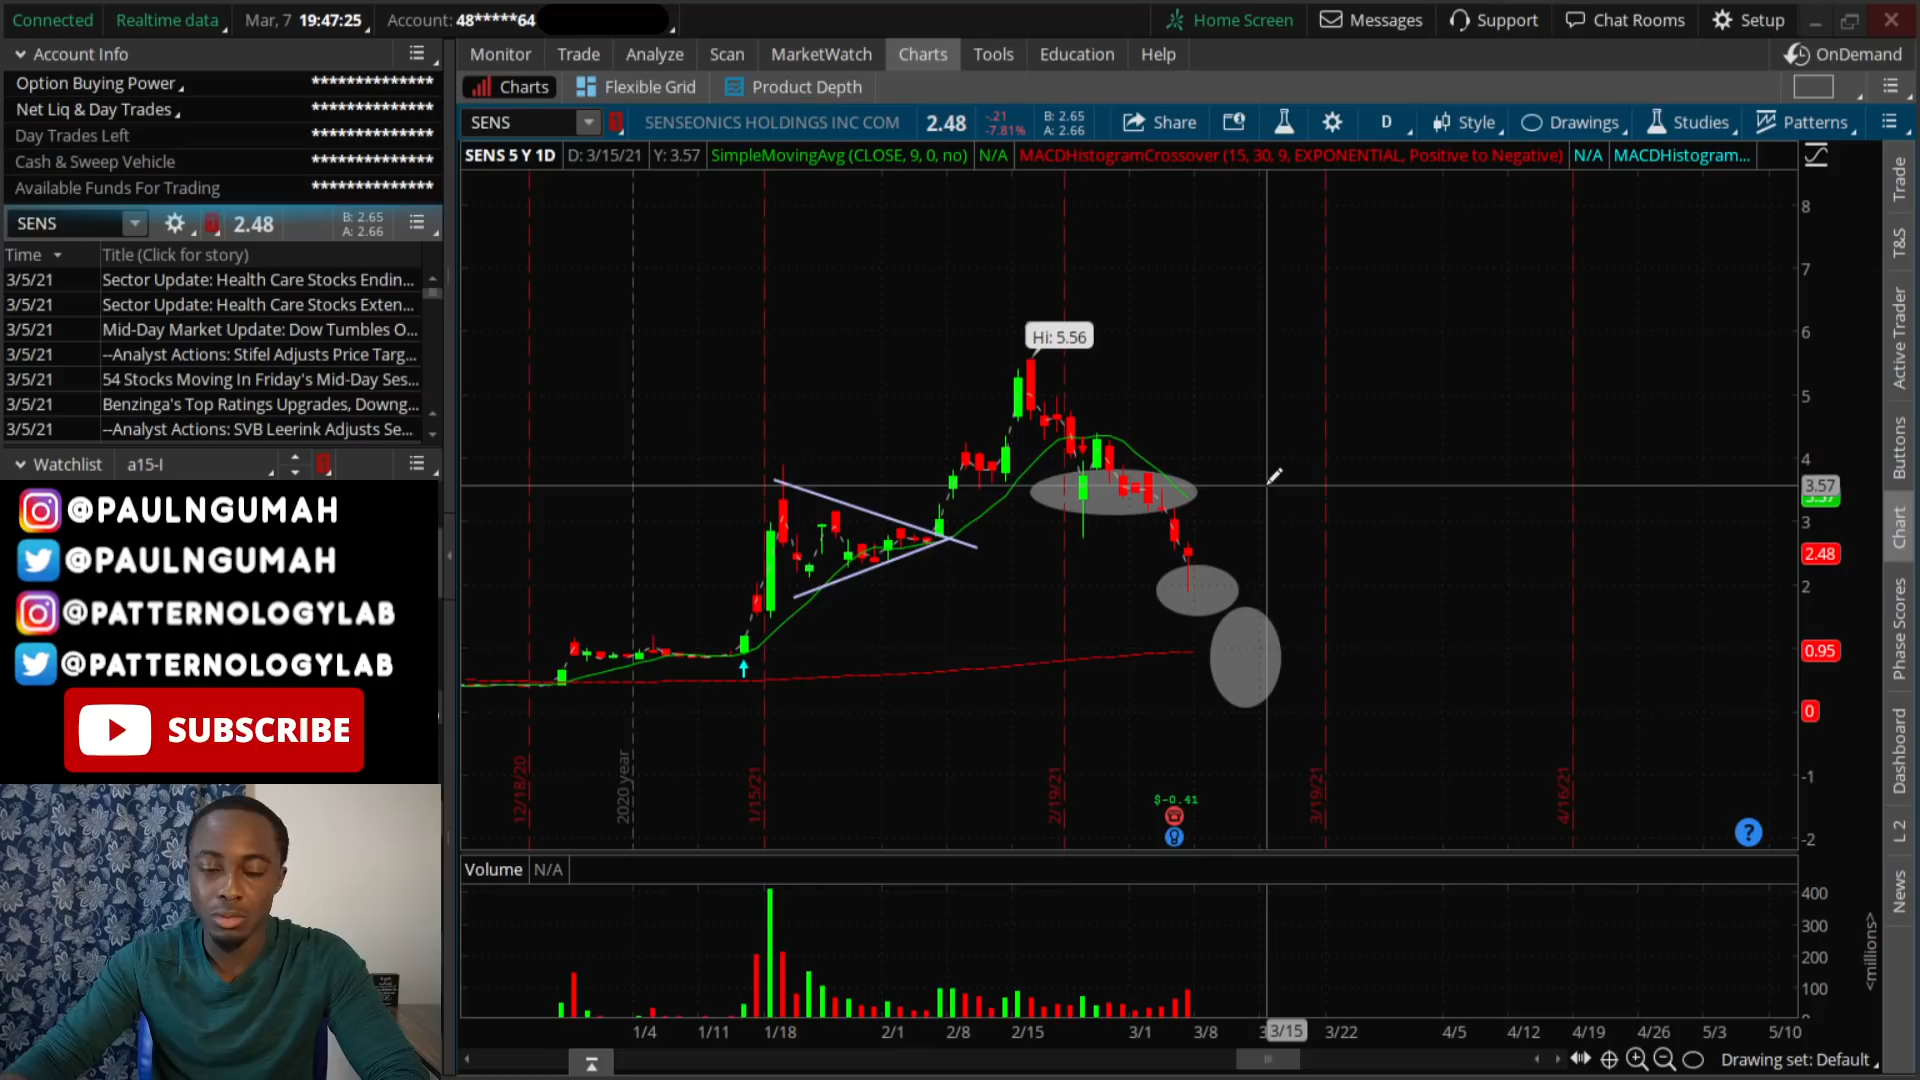 Connected Realtime data Mar, 7 19:47:25 Account: 48*****64 Home Screen Messages Support Chat Rooms Setup
Account Info
Monitor Trade Analyze Scan MarketWatch Charts Tools Education Help OnDemand
Option Buying Power **************
Charts Flexible Grid Product Depth
Net Liq & Day Trades **************
Day Trades Left **************
Cash & Sweep Vehicle **************
Available Funds For Trading **************
SENS SENSEONICS HOLDINGS INC COM 2.48 -.21 -7.81% B: 2.65 A: 2.66 Share D Style Drawings Studies Patterns
SENS 5 Y 1D D: 3/15/21 Y: 3.57 SimpleMovingAvg (CLOSE, 9, 0, no) N/A MACDHistogramCrossover (15, 30, 9, EXPONENTIAL, Positive to Negative) N/A MACDHistogram...
SENS 2.48 B: 2.65 A: 2.66
Time Title (Click for story)
3/5/21 Sector Update: Health Care Stocks Endin...
3/5/21 Sector Update: Health Care Stocks Exten...
3/5/21 Mid-Day Market Update: Dow Tumbles O...
3/5/21 --Analyst Actions: Stifel Adjusts Price Targ...
3/5/21 54 Stocks Moving In Friday's Mid-Day Ses...
3/5/21 Benzinga's Top Ratings Upgrades, Downg...
3/5/21 --Analyst Actions: SVB Leerink Adjusts Se...
Watchlist a15-I
@PAULNGUMAH
@PAULNGUMAH
@PATTERNOLOGYLAB
@PATTERNOLOGYLAB
SUBSCRIBE
Hi: 5.56
8
7
6
5
4
3.57
3
2.48
2
0.95
0
-1
-2
12/18/20
2020 year
1/15/21
2/19/21
3/19/21
4/16/21
$-0.41
?
Volume N/A
400
300
200
100
<millions>
1/4 1/11 1/18 2/1 2/8 2/15 3/1 3/8 3/15 3/22 4/5 4/12 4/19 4/26 5/3 5/10
Drawing set: Default
Trade
T&S
Active Trader
Buttons
Chart
Phase Scores
Dashboard
L 2
News